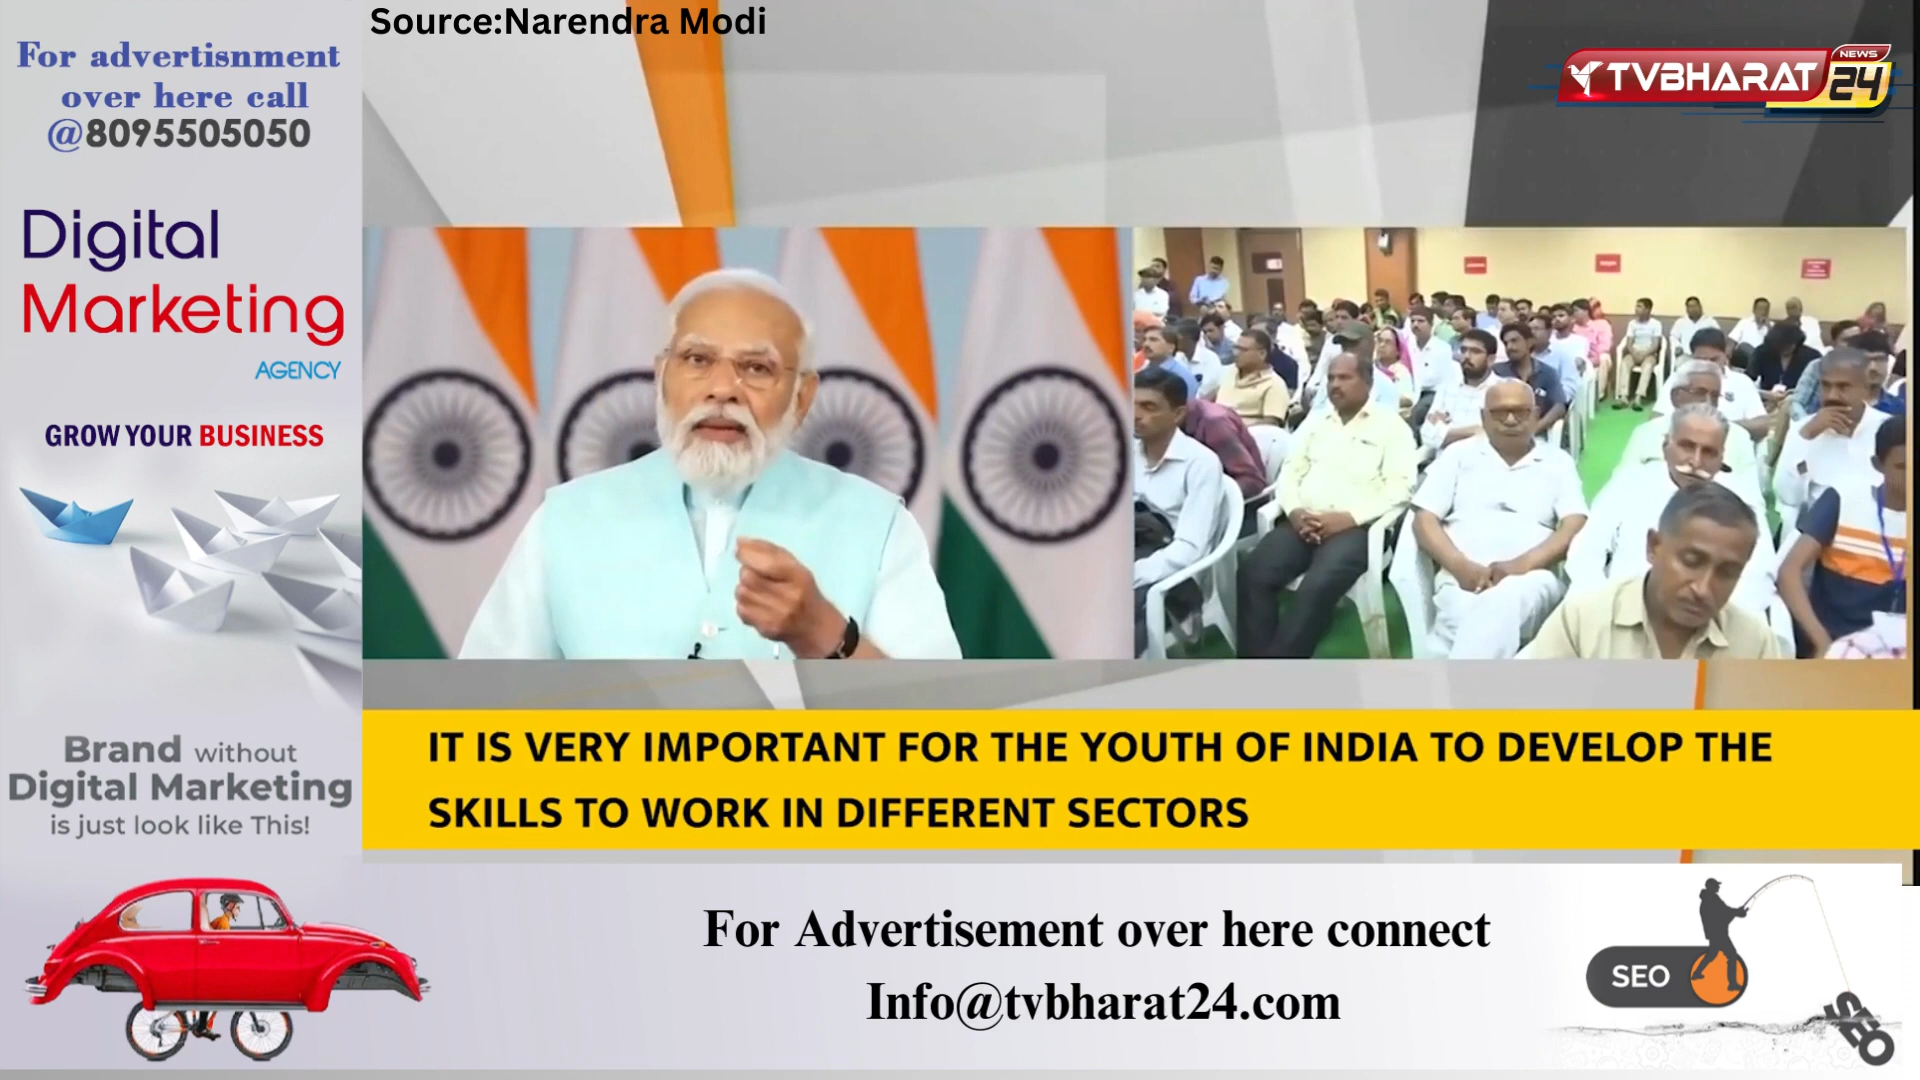 Source:Narendra Modi
For advertisnment
over here call
@8095505050
Digital
Marketing
AGENCY
GROW YOUR BUSINESS
Brand without
Digital Marketing
is just look like This!
TVBHARAT
NEWS
24
IT IS VERY IMPORTANT FOR THE YOUTH OF INDIA TO DEVELOP THE
SKILLS TO WORK IN DIFFERENT SECTORS
For Advertisement over here connect
Info@tvbharat24.com
SEO
SEO